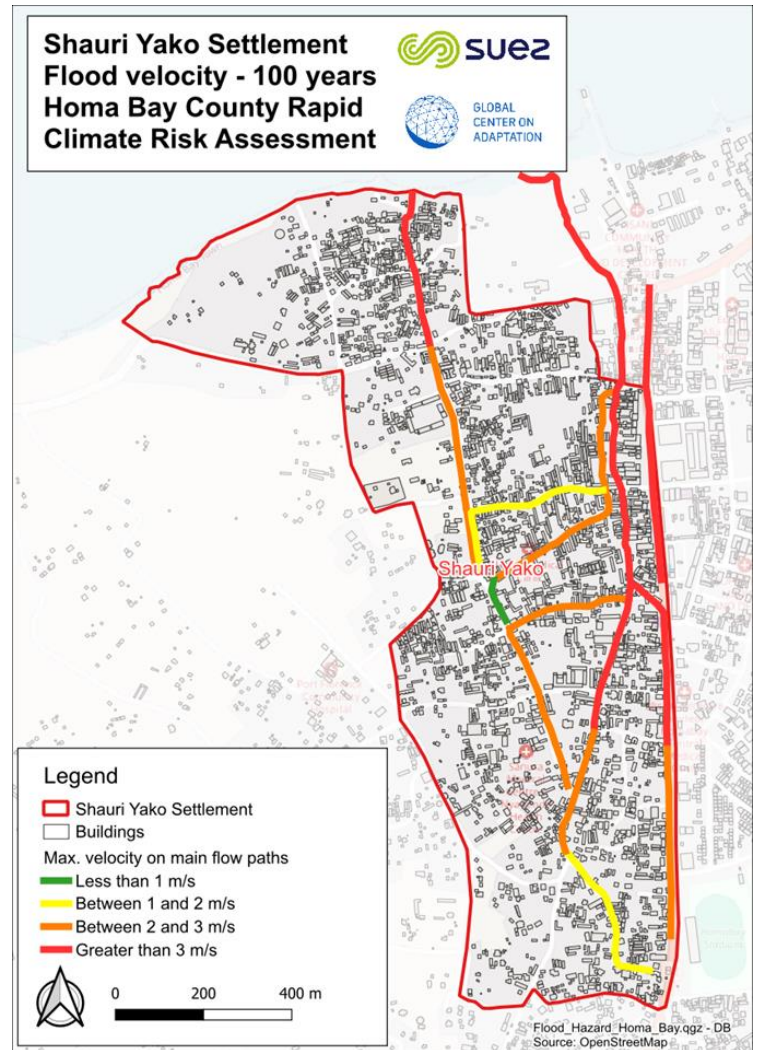 Shauri Yako Settlement
Flood velocity - 100 years
Homa Bay County Rapid
Climate Risk Assessment
suez
GLOBAL
CENTER ON
ADAPTATION
Shauri Yako
Legend
Shauri Yako Settlement
Buildings
Max. velocity on main flow paths
Less than 1 m/s
Between 1 and 2 m/s
Between 2 and 3 m/s
Greater than 3 m/s
0 200 400 m
Flood_Hazard_Homa_Bay.qgz - DB
Source: OpenStreetMap